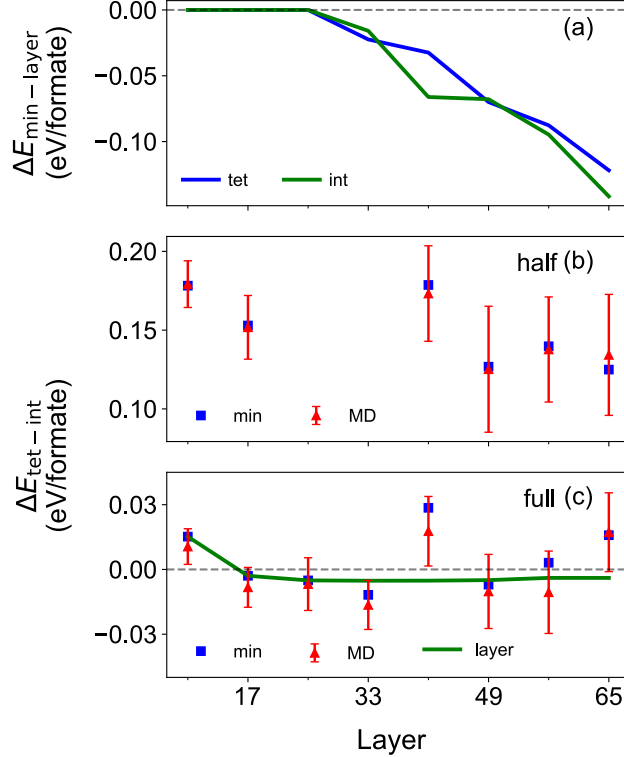 0.00
(a)
−0.05
−0.10
ΔE_min−layer
(eV/formate)
tet
int
0.20
half (b)
0.15
0.10
min
MD
ΔE_tet−int
(eV/formate)
full (c)
0.03
0.00
−0.03
min
MD
layer
17
33
49
65
Layer